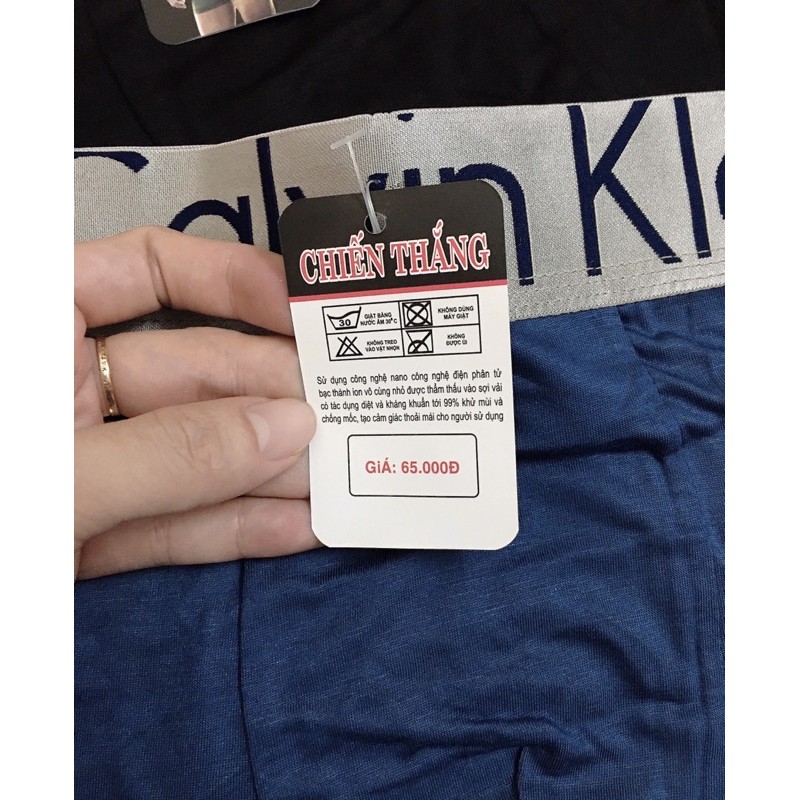 Calvin Kle
CHIẾN THẮNG
30
GIẶT BẰNG
NƯỚC ẤM 30°C
KHÔNG DÙNG
MÁY GIẶT
KHÔNG TREO
VÀO VẬT NHỌN
KHÔNG
ĐƯỢC ỦI
Sử dụng công nghệ nano công nghệ điện phân tử
bạc thành ion vô cùng nhỏ được thẩm thấu vào sợi vải
có tác dụng diệt và kháng khuẩn tới 99% khử mùi và
chống mốc, tạo cảm giác thoải mái cho người sử dụng
GIÁ: 65.000Đ